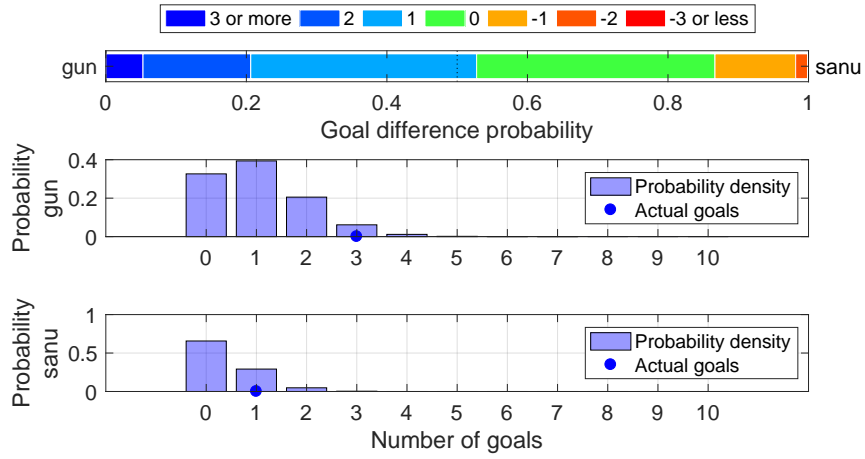 3 or more 2 1 0 -1 -2 -3 or less
gun sanu
0 0.2 0.4 0.6 0.8 1
Goal difference probability
Probability
gun
0.4
0.2
0
Probability density
Actual goals
0 1 2 3 4 5 6 7 8 9 10
Probability
sanu
1
0.5
0
Probability density
Actual goals
0 1 2 3 4 5 6 7 8 9 10
Number of goals